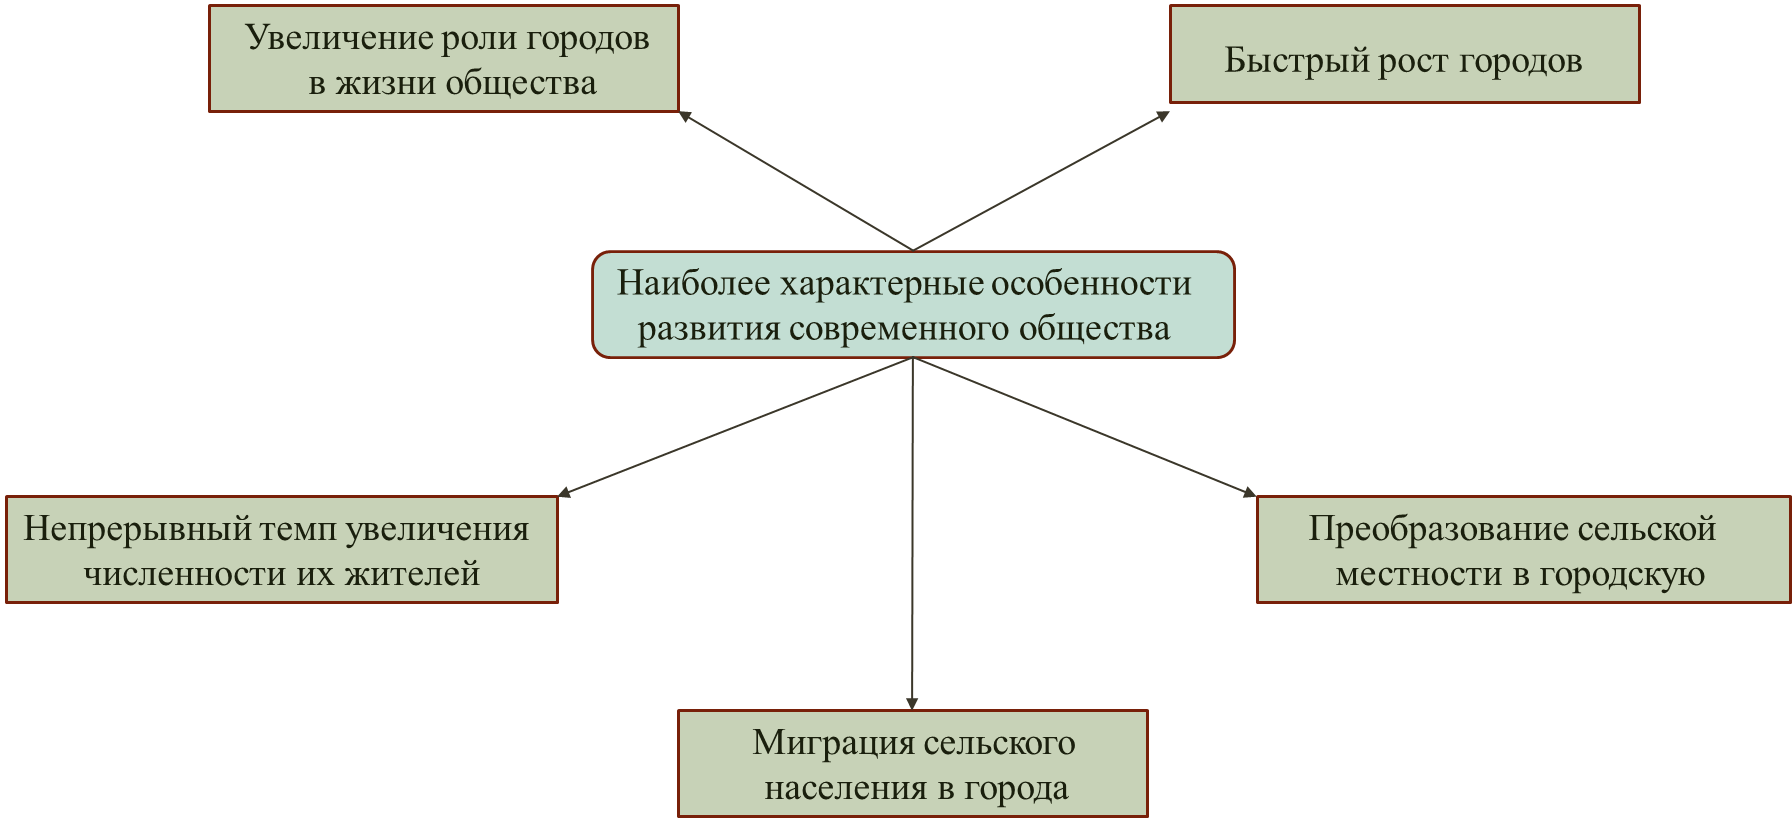 Увеличение роли городов
в жизни общества
Быстрый рост городов
Наиболее характерные особенности
развития современного общества
Непрерывный темп увеличения
численности их жителей
Преобразование сельской
местности в городскую
Миграция сельского
населения в города